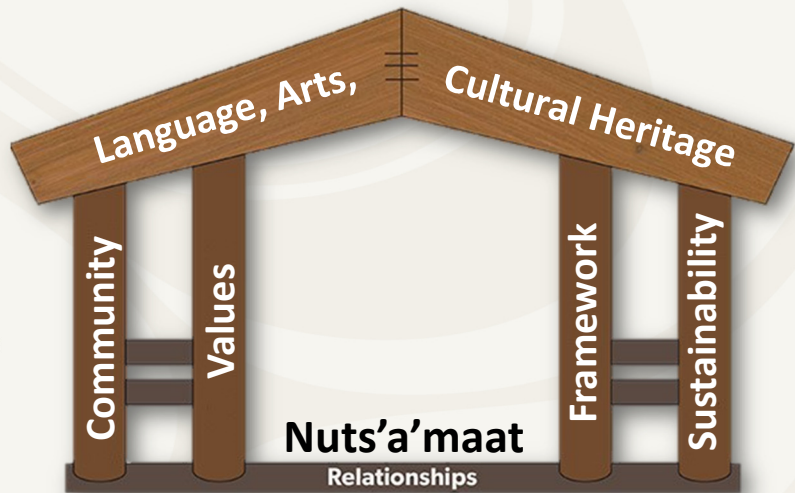 Language, Arts,
Cultural Heritage
Community
Values
Framework
Sustainability
Nuts’a’maat
Relationships